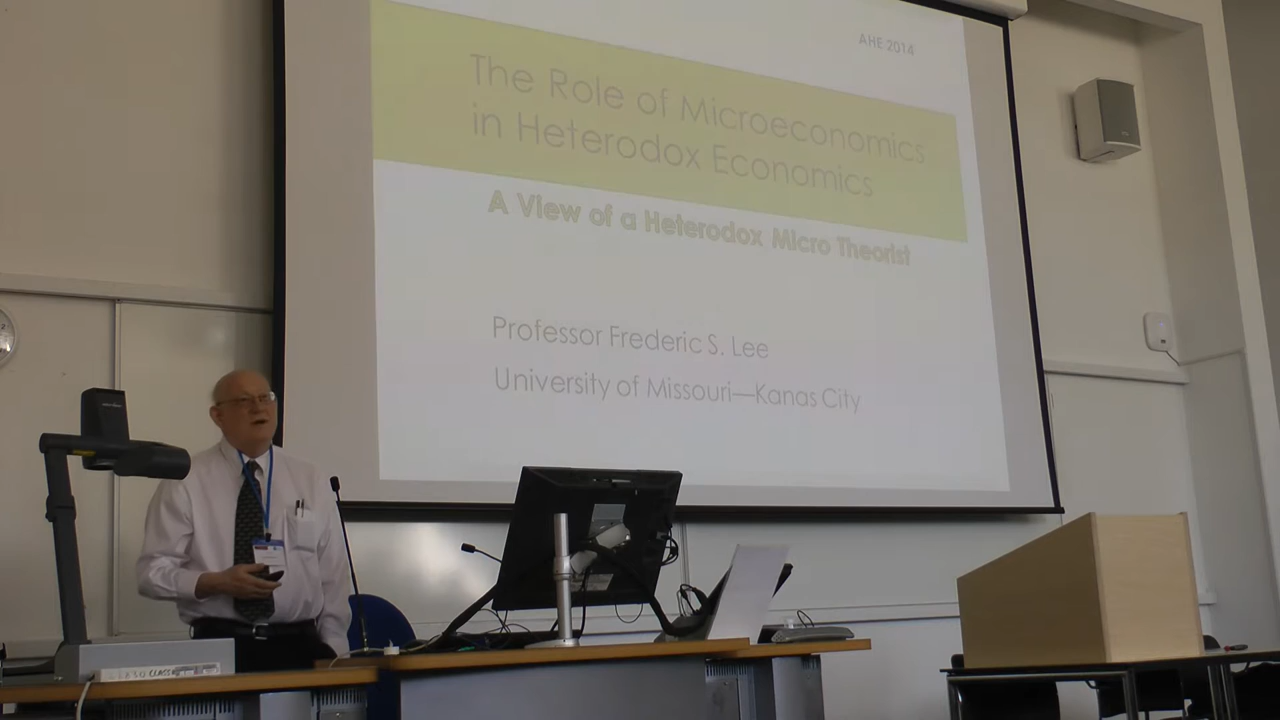 AHE 2014
The Role of Microeconomics
in Heterodox Economics
A View of a Heterodox Micro Theorist
Professor Frederic S. Lee
University of Missouri—Kanas City